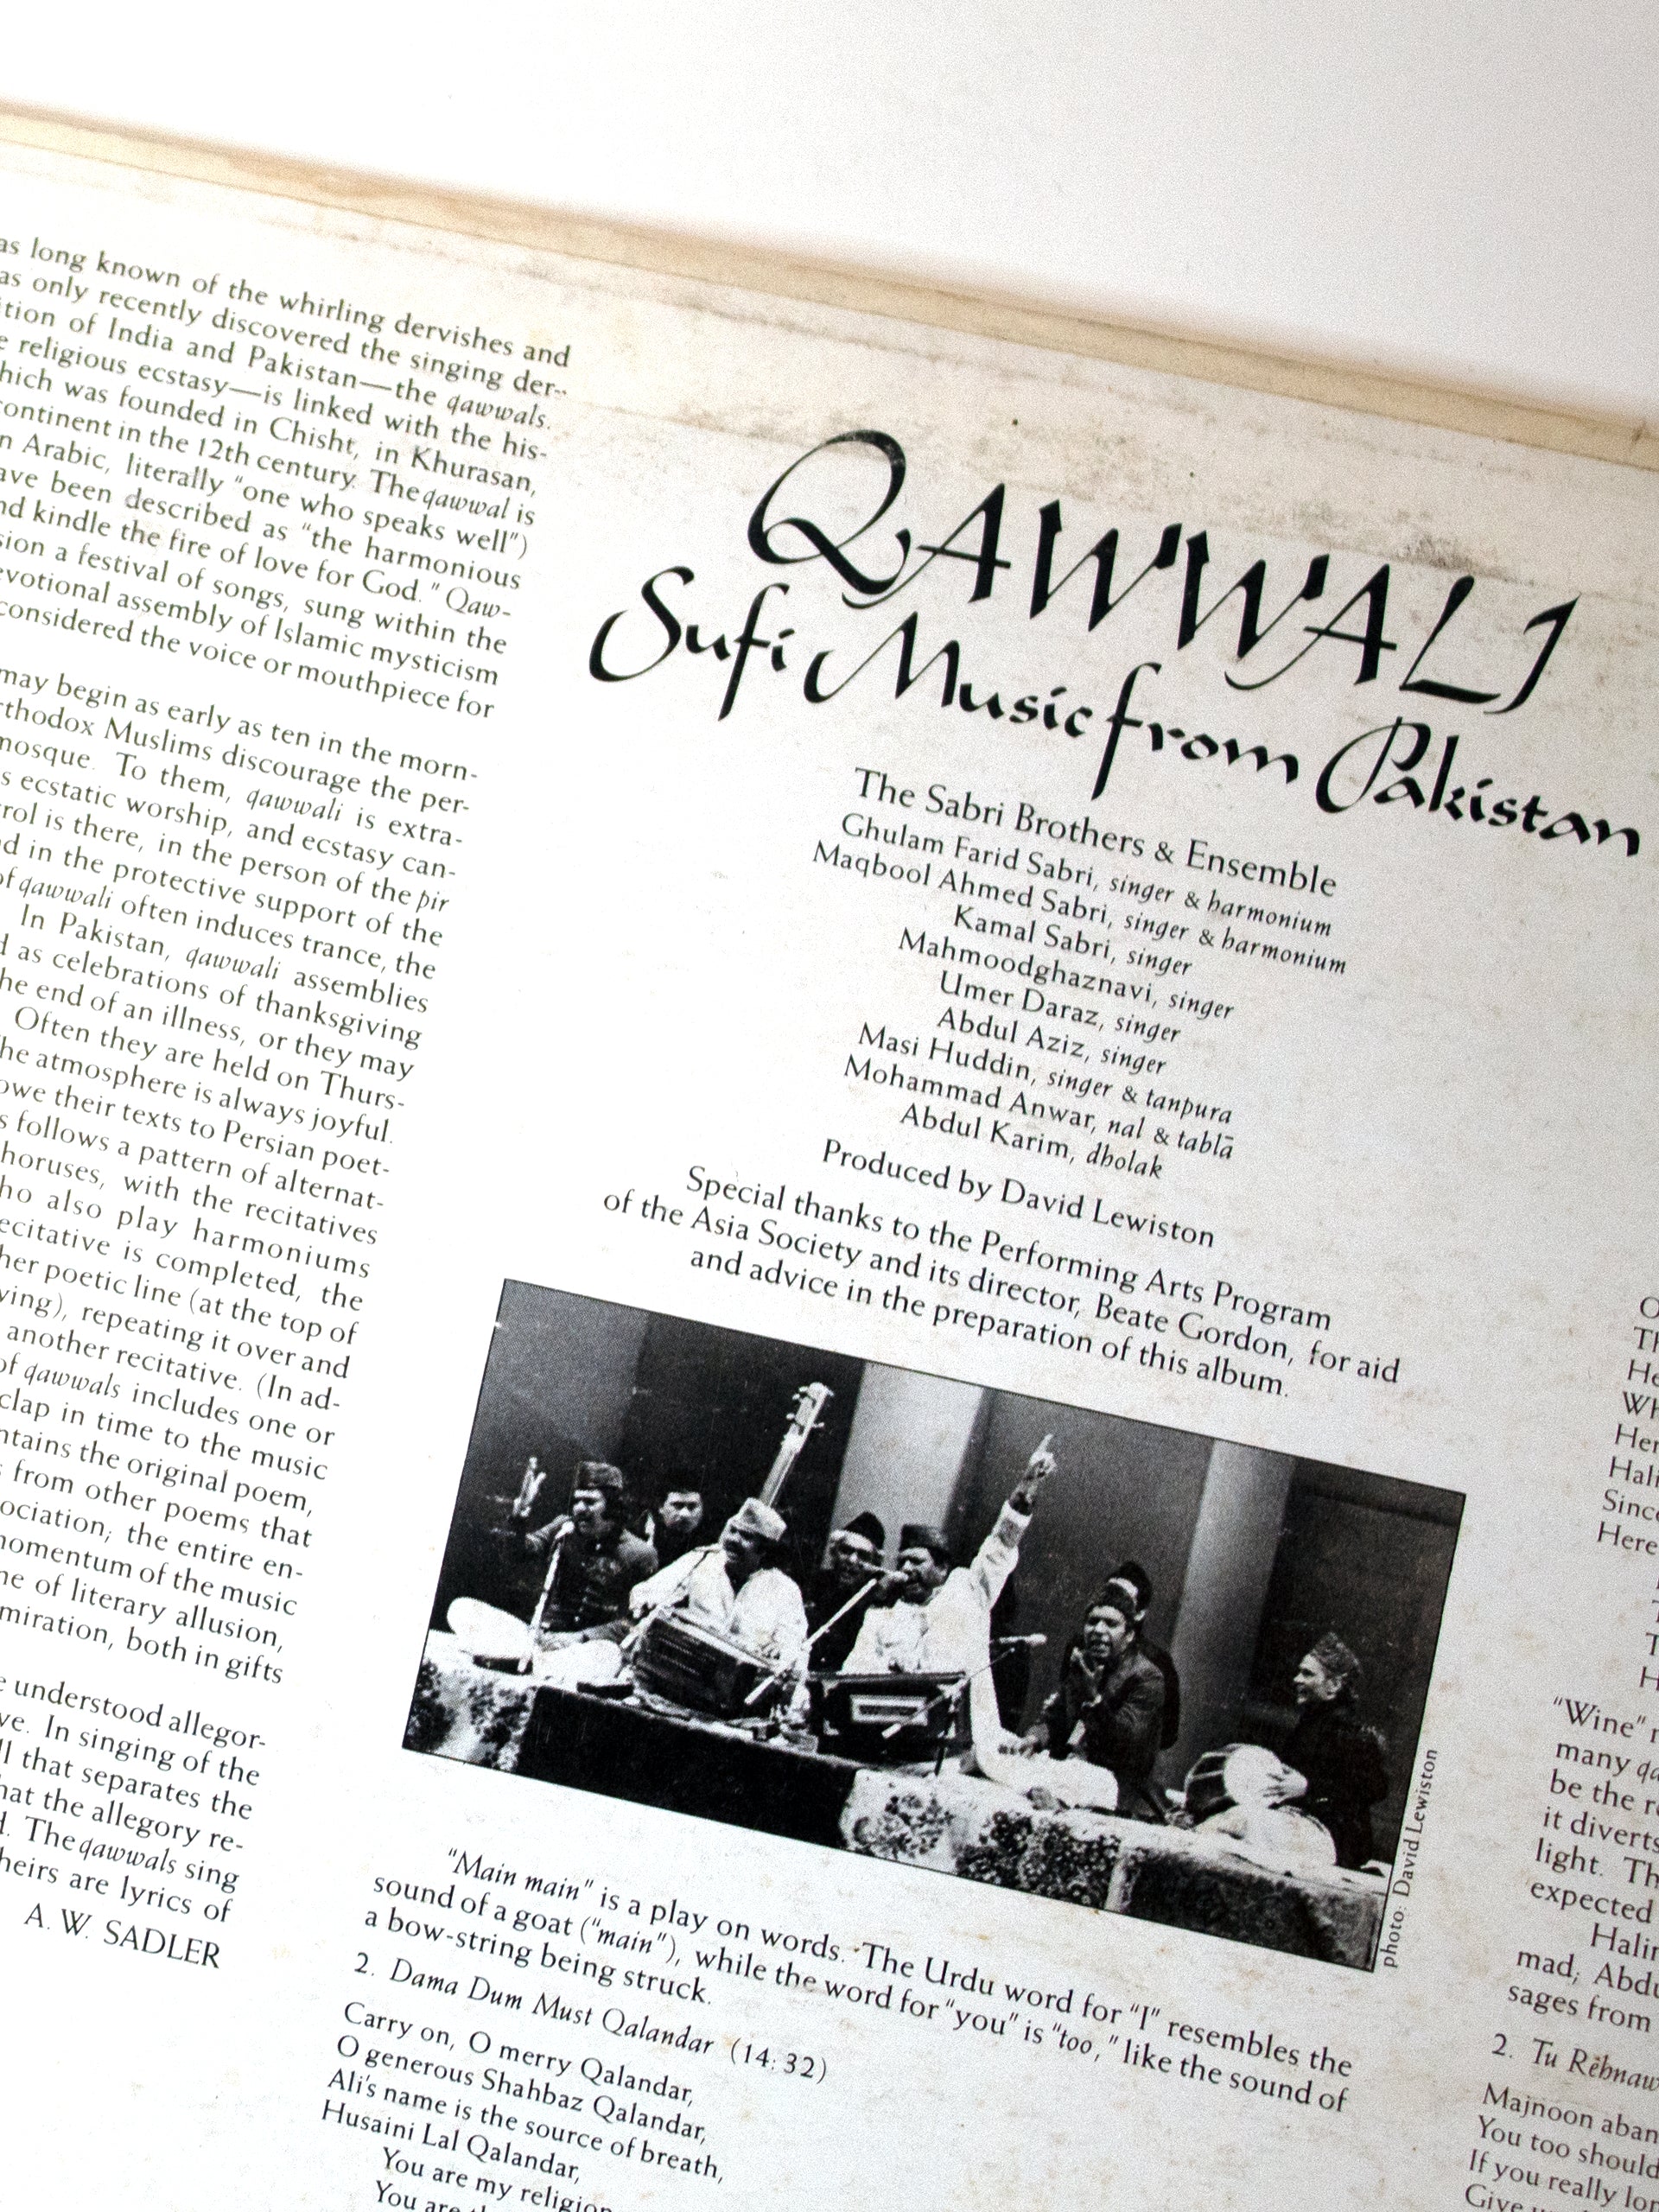 as long known of the whirling dervishes and
as only recently discovered the singing der-
ition of India and Pakistan—the qawwals.
e religious ecstasy—is linked with the his-
hich was founded in Chisht, in Khurasan,
continent in the 12th century. The qawwal is
n Arabic, literally "one who speaks well")
ave been described as "the harmonious
nd kindle the fire of love for God." Qaw-
sion a festival of songs, sung within the
evotional assembly of Islamic mysticism
considered the voice or mouthpiece for
may begin as early as ten in the morn-
rthodox Muslims discourage the per-
mosque. To them, qawwali is extra-
s ecstatic worship, and ecstasy can-
rol is there, in the person of the pir
d in the protective support of the
of qawwali often induces trance, the
In Pakistan, qawwali assemblies
d as celebrations of thanksgiving
he end of an illness, or they may
Often they are held on Thurs-
he atmosphere is always joyful.
owe their texts to Persian poet-
s follows a pattern of alternat-
horuses, with the recitatives
ho also play harmoniums
ecitative is completed, the
her poetic line (at the top of
ving), repeating it over and
another recitative. (In ad-
of qawwals includes one or
clap in time to the music
ntains the original poem,
s from other poems that
ociation; the entire en-
momentum of the music
ne of literary allusion,
miration, both in gifts
e understood allegor-
ve. In singing of the
ll that separates the
hat the allegory re-
d. The qawwals sing
heirs are lyrics of
A. W. SADLER
QAWWALI
Sufi Music from Pakistan
The Sabri Brothers & Ensemble
Ghulam Farid Sabri, singer & harmonium
Maqbool Ahmed Sabri, singer & harmonium
Kamal Sabri, singer
Mahmoodghaznavi, singer
Umer Daraz, singer
Abdul Aziz, singer
Masi Huddin, singer & tanpura
Mohammad Anwar, nal & tablā
Abdul Karim, dholak
Produced by David Lewiston
Special thanks to the Performing Arts Program
of the Asia Society and its director, Beate Gordon, for aid
and advice in the preparation of this album.
photo: David Lewiston
"Main main" is a play on words. The Urdu word for "I" resembles the
sound of a goat ("main"), while the word for "you" is "too," like the sound of
a bow-string being struck.
2. Dama Dum Must Qalandar (14:32)
Carry on, O merry Qalandar,
O generous Shahbaz Qalandar,
Ali's name is the source of breath,
Husaini Lal Qalandar,
You are my religion
You are
O
Th
He
Wh
Her
Hali
Since
Here
T
T
H
"Wine"
many qa
be the r
it diverts
light. Th
expected
Halim
mad; Abdu
sages from
2. Tu Rēhnaw
Majnoon aban
You too should
If you really lon
Give